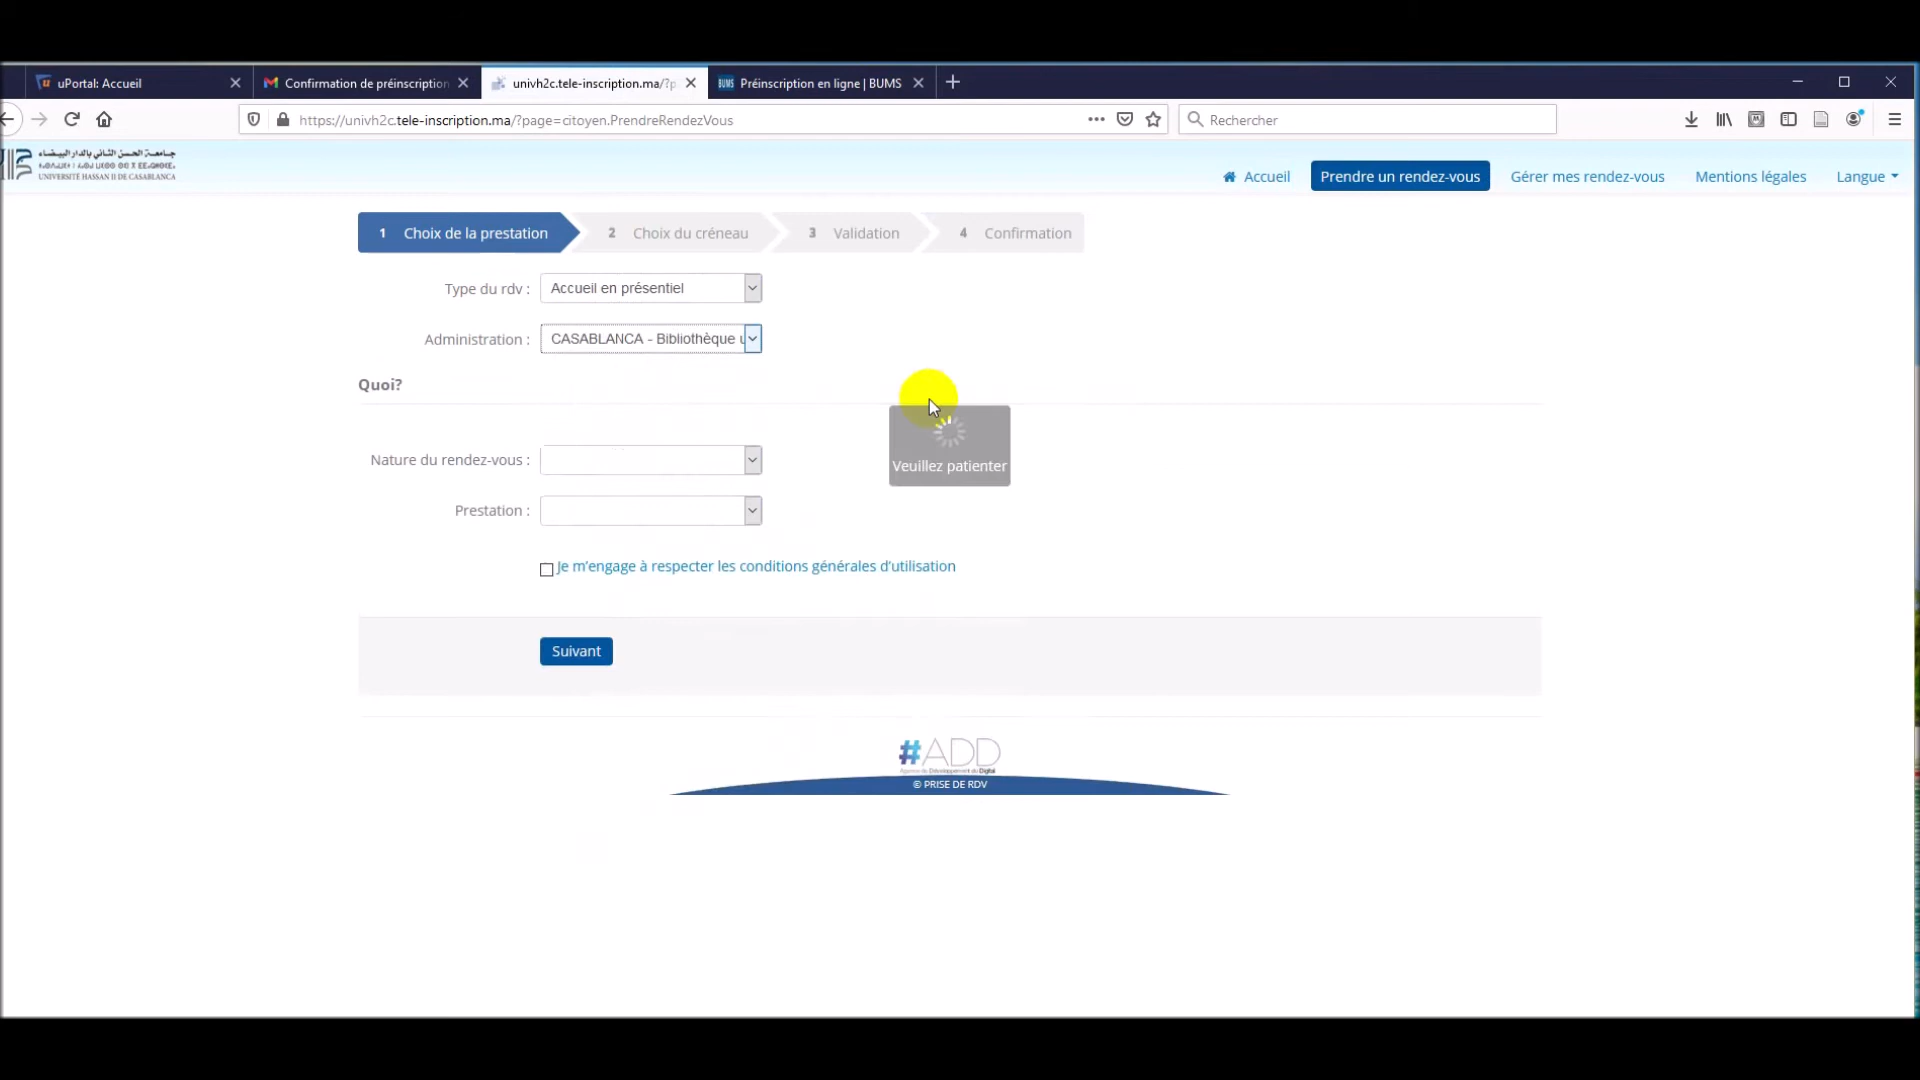 uPortal: Accueil
Confirmation de préinscription
univh2c.tele-inscription.ma/?p
BUMS Préinscription en ligne | BUMS
https://univh2c.tele-inscription.ma/?page=citoyen.PrendreRendezVous
Rechercher
جامعة الحسن الثاني بالدار البيضاء
UNIVERSITÉ HASSAN II DE CASABLANCA
Accueil
Prendre un rendez-vous
Gérer mes rendez-vous
Mentions légales
Langue
1 Choix de la prestation
2 Choix du créneau
3 Validation
4 Confirmation
Type du rdv : Accueil en présentiel
Administration : CASABLANCA - Bibliothèque u
Quoi?
Veuillez patienter
Nature du rendez-vous :
Prestation :
Je m'engage à respecter les conditions générales d'utilisation
Suivant
#ADD
Agence du Développement du Digital
© PRISE DE RDV